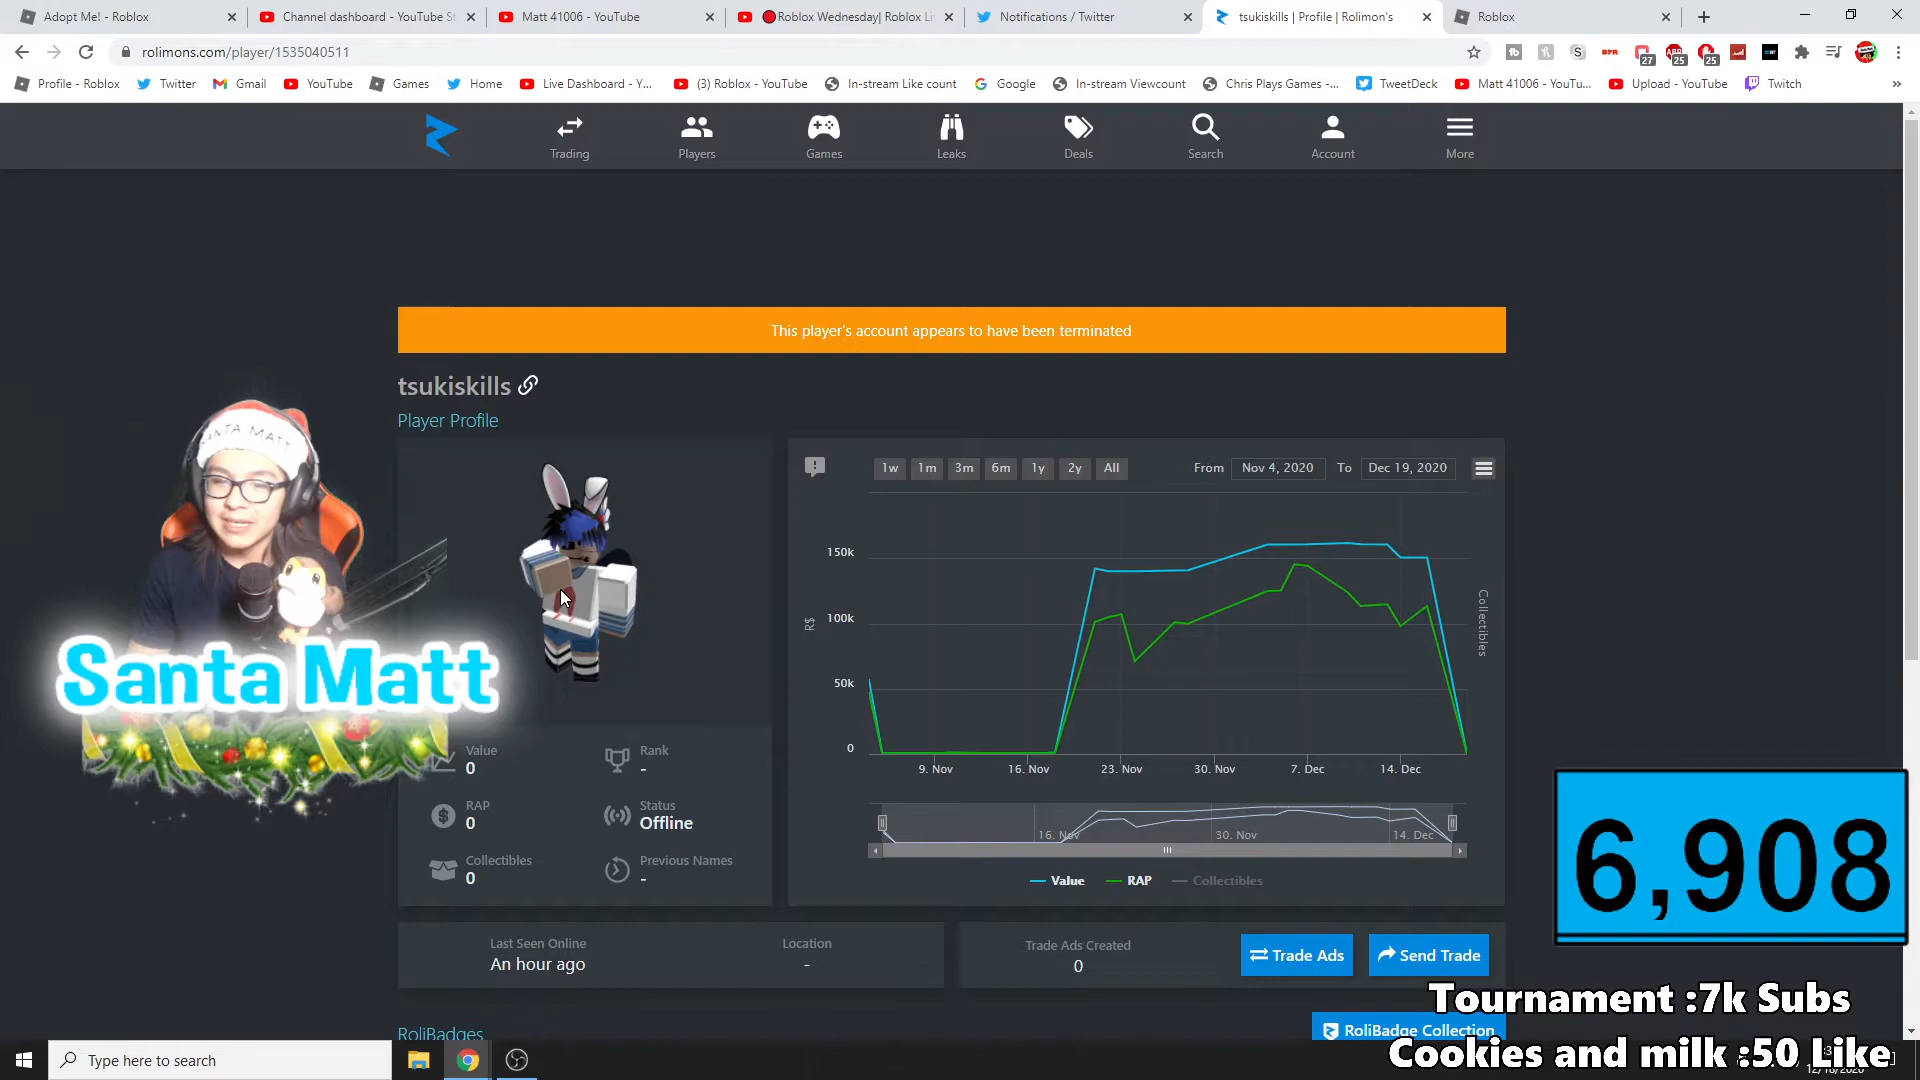 Adopt Me! - Roblox
Channel dashboard - YouTube St
Matt 41006 - YouTube
Roblox Wednesday| Roblox Li
Notifications / Twitter
tsukiskills | Profile | Rolimon's
Roblox
rolimons.com/player/1535040511
27 25 25
Profile - Roblox
Twitter
Gmail
YouTube
Games
Home
Live Dashboard - Y...
(3) Roblox - YouTube
In-stream Like count
Google
In-stream Viewcount
Chris Plays Games -...
TweetDeck
Matt 41006 - YouTu...
Upload - YouTube
Twitch
»
Trading
Players
Games
Leaks
Deals
Search
Account
More
This player's account appears to have been terminated
tsukiskills
Player Profile
1w 1m 3m 6m 1y 2y All
From Nov 4, 2020 To Dec 19, 2020
150k
100k
50k
0
R$
Collectibles
9. Nov 16. Nov 23. Nov 30. Nov 7. Dec 14. Dec
16. Nov 30. Nov 14. Dec
Value RAP Collectibles
SANTA MATT
Santa Matt
Value
0
Rank
-
RAP
0
Status
Offline
Collectibles
0
Previous Names
-
Last Seen Online
An hour ago
Location
-
Trade Ads Created
0
Trade Ads
Send Trade
RoliBadges
RoliBadge Collection
6,908
Tournament :7k Subs
Cookies and milk :50 Like
Type here to search